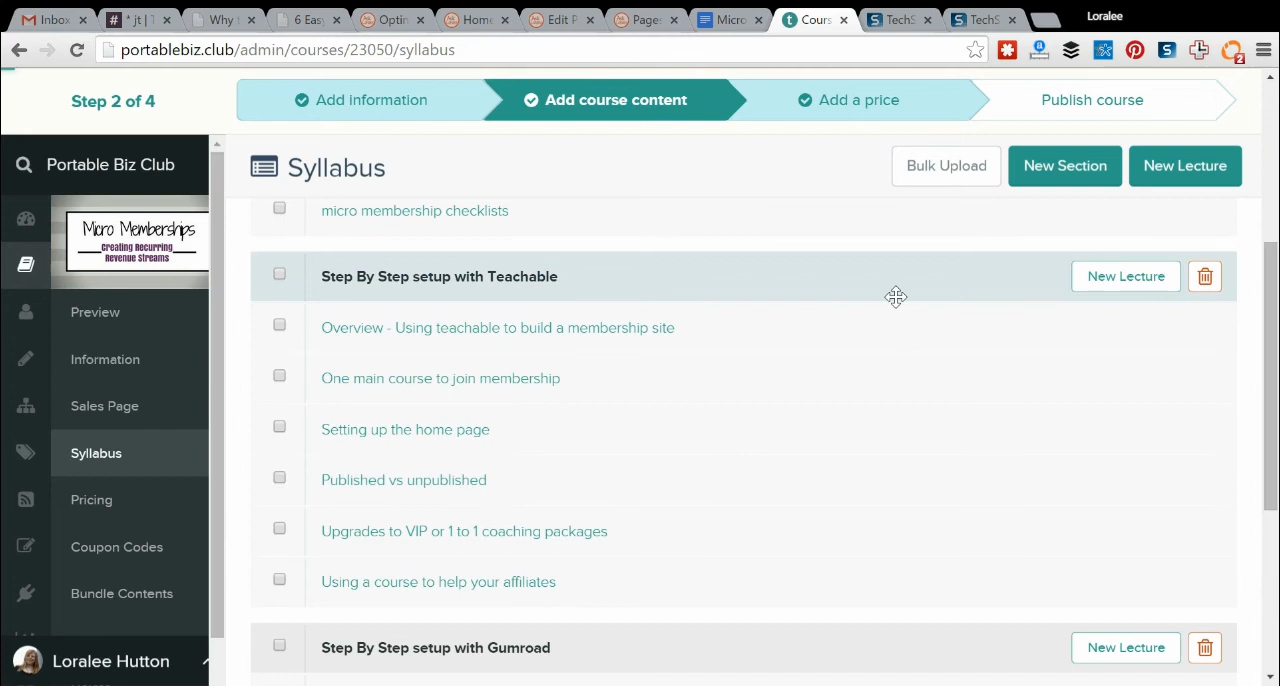 Inbox
* jt | T
Why t
6 Easy
Optin
Home
Edit P
Page
Micro
Cours
TechS
TechS
Loralee
portablebiz.club/admin/courses/23050/syllabus
2
Step 2 of 4
Add information
Add course content
Add a price
Publish course
Portable Biz Club
Syllabus
Bulk Upload
New Section
New Lecture
Micro Memberships
Creating Recurring
Revenue Streams
micro membership checklists
Step By Step setup with Teachable
New Lecture
Preview
Overview - Using teachable to build a membership site
Information
One main course to join membership
Sales Page
Setting up the home page
Syllabus
Published vs unpublished
Pricing
Upgrades to VIP or 1 to 1 coaching packages
Coupon Codes
Using a course to help your affiliates
Bundle Contents
Step By Step setup with Gumroad
New Lecture
Loralee Hutton